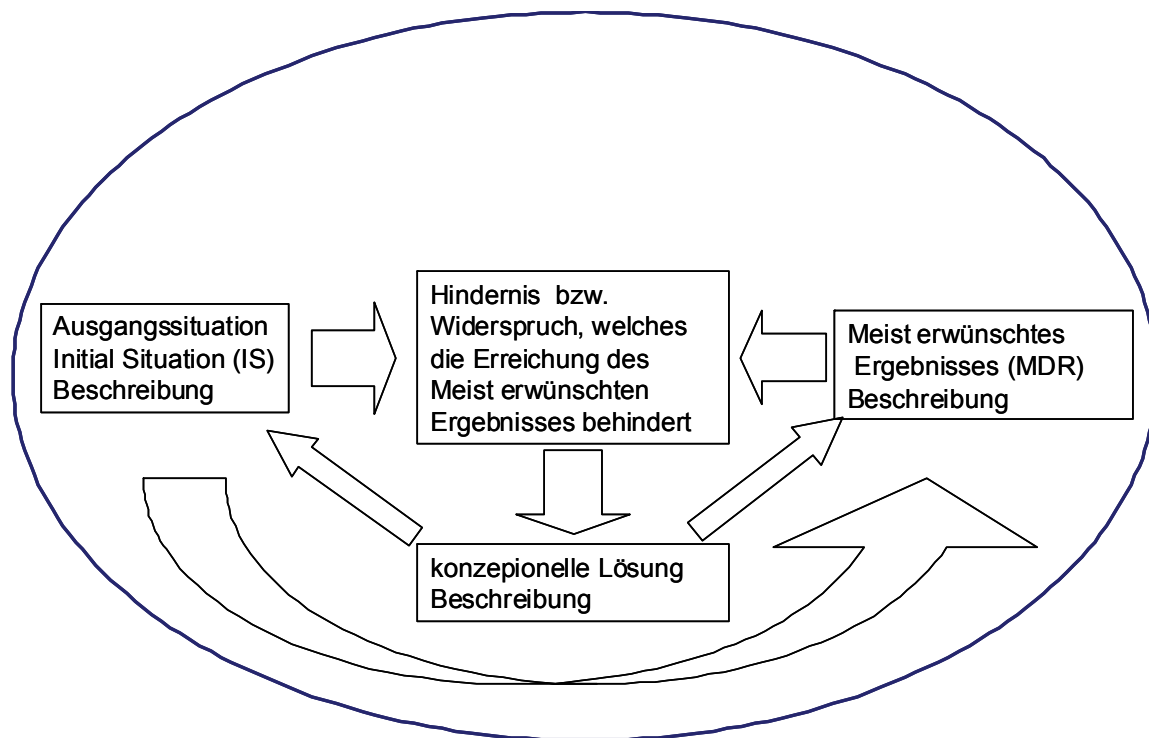 Ausgangssituation
Initial Situation (IS)
Beschreibung
Hindernis bzw.
Widerspruch, welches
die Erreichung des
Meist erwünschten
Ergebnisses behindert
Meist erwünschtes
Ergebnisses (MDR)
Beschreibung
konzepionelle Lösung
Beschreibung